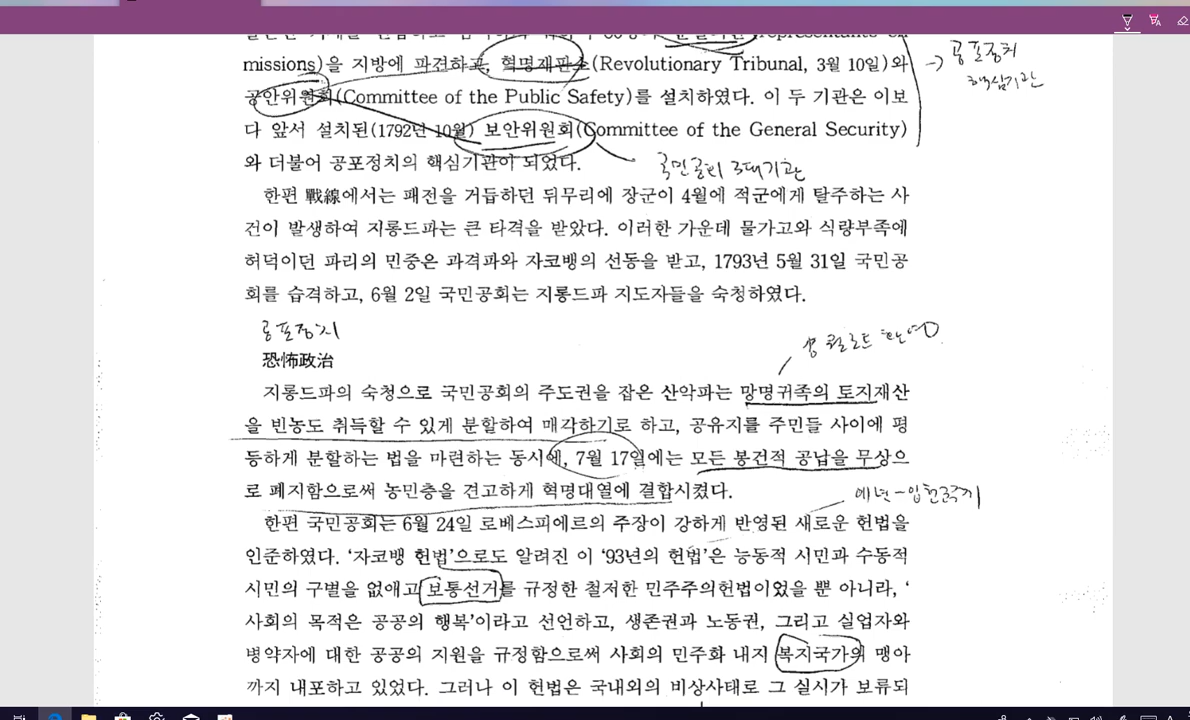 missions)을 지방에 파견하고, 혁명재판소(Revolutionary Tribunal, 3월 10일)와
공안위원회(Committee of the Public Safety)를 설치하였다. 이 두 기관은 이보
다 앞서 설치된(1792년 10월) 보안위원회(Committee of the General Security)
와 더불어 공포정치의 핵심기관이 되었다.
공포정치
핵심기관
국민공회 3대기관
한편 戰線에서는 패전을 거듭하던 뒤무리에 장군이 4월에 적군에게 탈주하는 사
건이 발생하여 지롱드파는 큰 타격을 받았다. 이러한 가운데 물가고와 식량부족에
허덕이던 파리의 민중은 과격파와 자코뱅의 선동을 받고, 1793년 5월 31일 국민공
회를 습격하고, 6월 2일 국민공회는 지롱드파 지도자들을 숙청하였다.
공포정치
恐怖政治
지롱드파의 숙청으로 국민공회의 주도권을 잡은 산악파는 망명귀족의 토지재산
을 빈농도 취득할 수 있게 분할하여 매각하기로 하고, 공유지를 주민들 사이에 평
등하게 분할하는 법을 마련하는 동시에, 7월 17일에는 모든 봉건적 공납을 무상으
로 폐지함으로써 농민층을 견고하게 혁명대열에 결합시켰다.
한편 국민공회는 6월 24일 로베스피에르의 주장이 강하게 반영된 새로운 헌법을
인준하였다. '자코뱅 헌법'으로도 알려진 이 '93년의 헌법'은 능동적 시민과 수동적
시민의 구별을 없애고 보통선거를 규정한 철저한 민주주의헌법이었을 뿐 아니라, '
사회의 목적은 공공의 행복'이라고 선언하고, 생존권과 노동권, 그리고 실업자와
병약자에 대한 공공의 지원을 규정함으로써 사회의 민주화 내지 복지국가의 맹아
까지 내포하고 있었다. 그러나 이 헌법은 국내외의 비상사태로 그 실시가 보류되